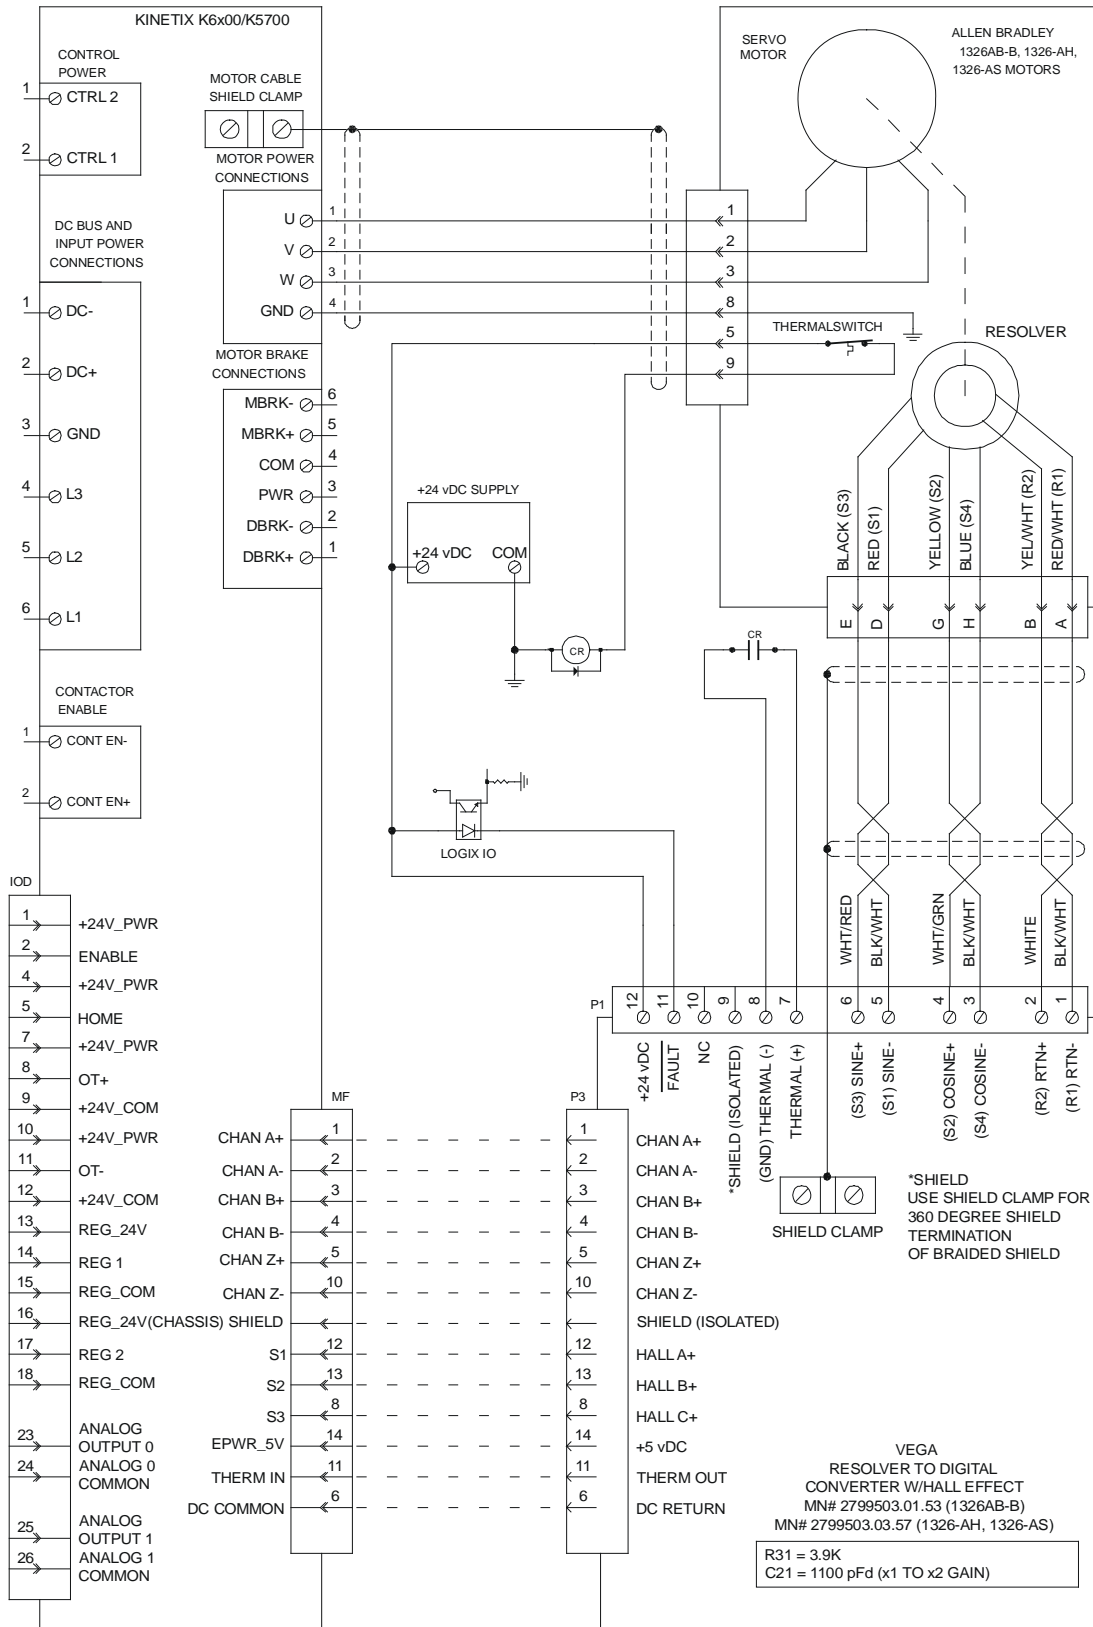 KINETIX K6x00/K5700
CONTROL
POWER
1 CTRL 2
2 CTRL 1
DC BUS AND
INPUT POWER
CONNECTIONS
1 DC-
2 DC+
3 GND
4 L3
5 L2
6 L1
CONTACTOR
ENABLE
1 CONT EN-
2 CONT EN+
MOTOR CABLE
SHIELD CLAMP
MOTOR POWER
CONNECTIONS
U 1
V 2
W 3
GND 4
MOTOR BRAKE
CONNECTIONS
MBRK- 6
MBRK+ 5
COM 4
PWR 3
DBRK- 2
DBRK+ 1
+24 vDC SUPPLY
+24 vDC COM
CR
CR
LOGIX IO
SERVO
MOTOR
ALLEN BRADLEY
1326AB-B, 1326-AH,
1326-AS MOTORS
1
2
3
8
5
9
THERMALSWITCH
RESOLVER
BLACK (S3)
RED (S1)
YELLOW (S2)
BLUE (S4)
YEL/WHT (R2)
RED/WHT (R1)
E
D
G
H
B
A
WHT/RED
BLK/WHT
WHT/GRN
BLK/WHT
WHITE
BLK/WHT
P1
12 +24 vDC
11 FAULT
10 NC
9 *SHIELD (ISOLATED)
8 (GND) THERMAL (-)
7 THERMAL (+)
6 (S3) SINE+
5 (S1) SINE-
4 (S2) COSINE+
3 (S4) COSINE-
2 (R2) RTN+
1 (R1) RTN-
SHIELD CLAMP
*SHIELD
USE SHIELD CLAMP FOR
360 DEGREE SHIELD
TERMINATION
OF BRAIDED SHIELD
IOD
1 +24V_PWR
2 ENABLE
4 +24V_PWR
5 HOME
7 +24V_PWR
8 OT+
9 +24V_COM
10 +24V_PWR
11 OT-
12 +24V_COM
13 REG_24V
14 REG 1
15 REG_COM
16 REG_24V(CHASSIS) SHIELD
17 REG 2
18 REG_COM
23 ANALOG
OUTPUT 0
24 ANALOG 0
COMMON
25 ANALOG
OUTPUT 1
26 ANALOG 1
COMMON
MF
CHAN A+ 1
CHAN A- 2
CHAN B+ 3
CHAN B- 4
CHAN Z+ 5
CHAN Z- 10
S1 12
S2 13
S3 8
EPWR_5V 14
THERM IN 11
DC COMMON 6
P3
1 CHAN A+
2 CHAN A-
3 CHAN B+
4 CHAN B-
5 CHAN Z+
10 CHAN Z-
SHIELD (ISOLATED)
12 HALL A+
13 HALL B+
8 HALL C+
14 +5 vDC
11 THERM OUT
6 DC RETURN
VEGA
RESOLVER TO DIGITAL
CONVERTER W/HALL EFFECT
MN# 2799503.01.53 (1326AB-B)
MN# 2799503.03.57 (1326-AH, 1326-AS)
R31 = 3.9K
C21 = 1100 pFd (x1 TO x2 GAIN)